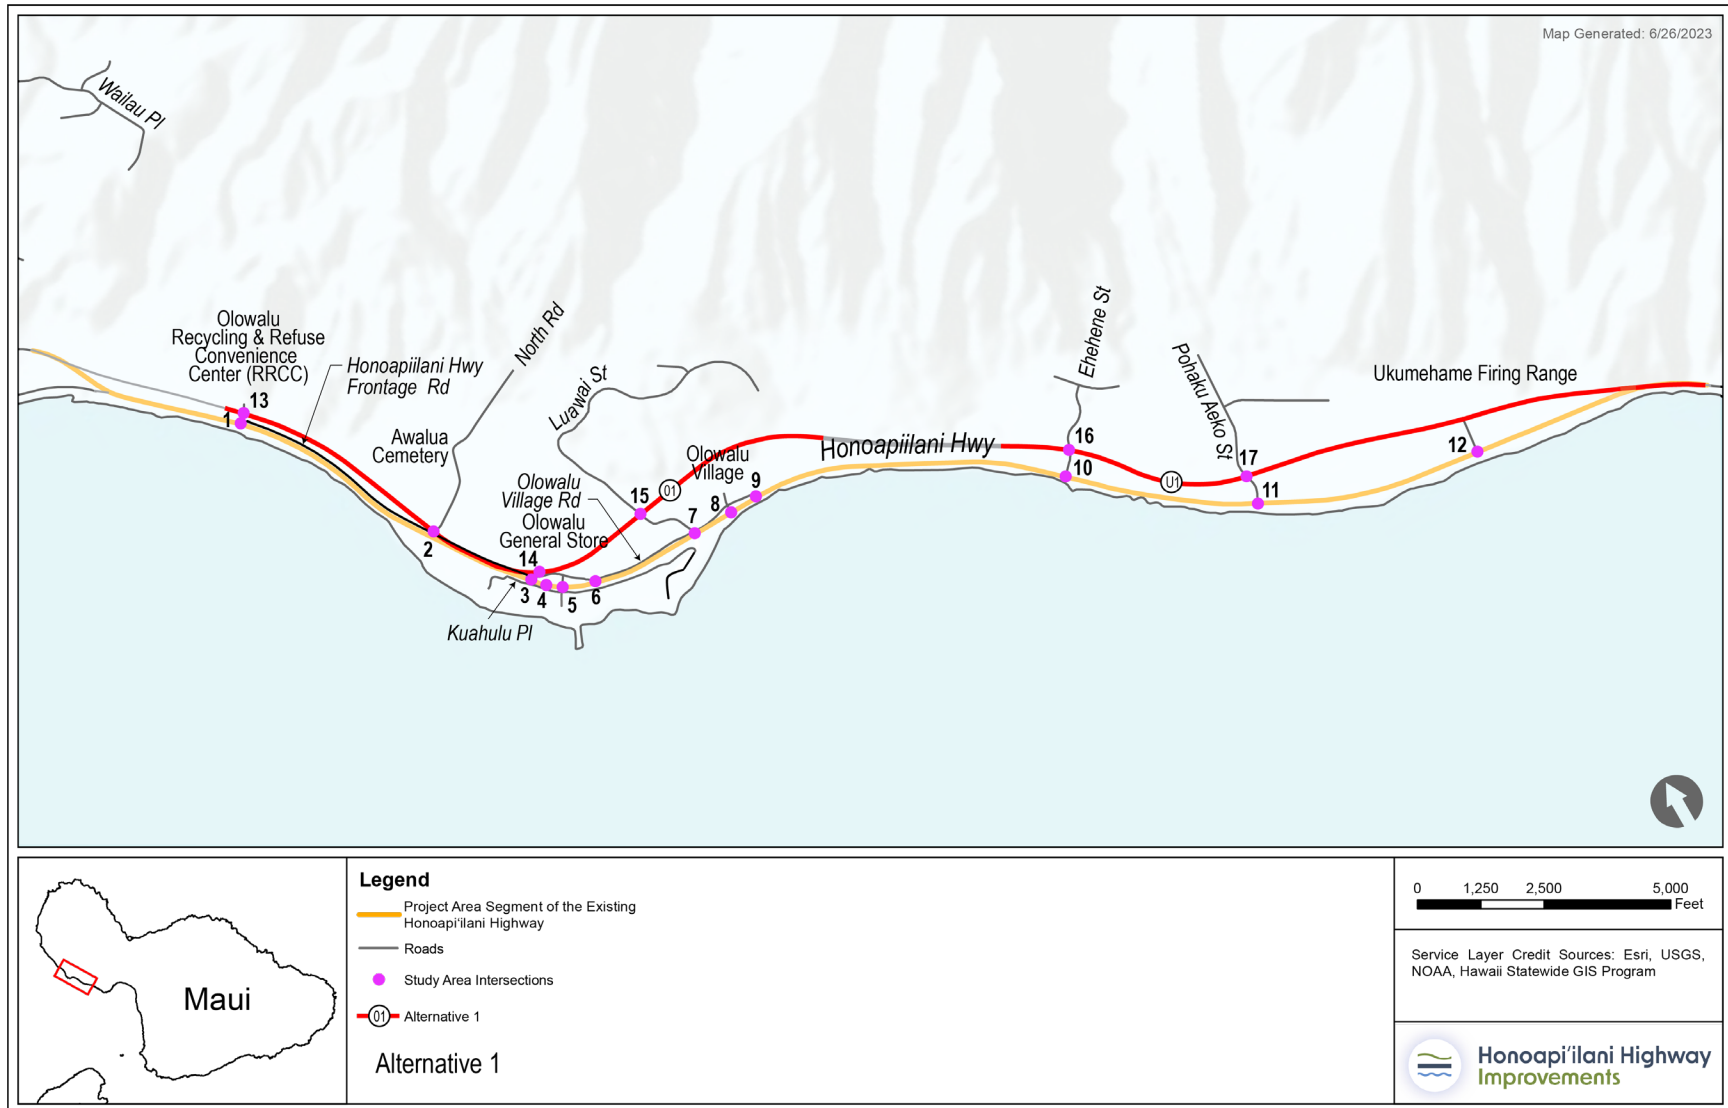 Map Generated: 6/26/2023
Wailau Pl
Olowalu
Recycling & Refuse
Convenience
Center (RRCC)
Honoapiilani Hwy
Frontage Rd
North Rd
Luawai St
Ehehene St
Pohaku Aeko St
Ukumehame Firing Range
13
1
Awalua
Cemetery
2
Olowalu
Village Rd
Olowalu
General Store
Olowalu
Village
Honoapiilani Hwy
14
3
4
5
6
15
01
7
8
9
16
10
U1
17
11
12
Kuahulu Pl
Maui
Legend
Project Area Segment of the Existing
Honoapiʻilani Highway
Roads
Study Area Intersections
01 Alternative 1
Alternative 1
0 1,250 2,500 5,000
Feet
Service Layer Credit Sources: Esri, USGS,
NOAA, Hawaii Statewide GIS Program
Honoapiʻilani Highway
Improvements